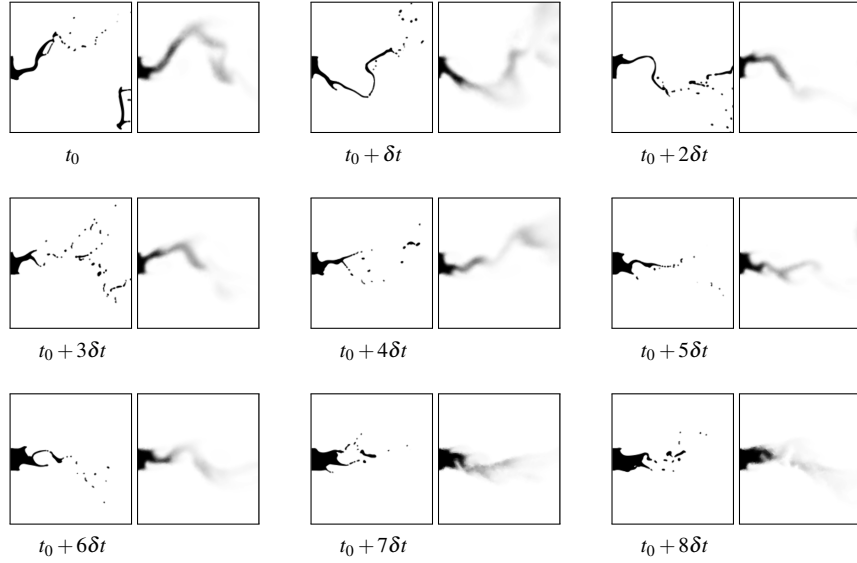 t₀
t₀ + δt
t₀ + 2δt
t₀ + 3δt
t₀ + 4δt
t₀ + 5δt
t₀ + 6δt
t₀ + 7δt
t₀ + 8δt